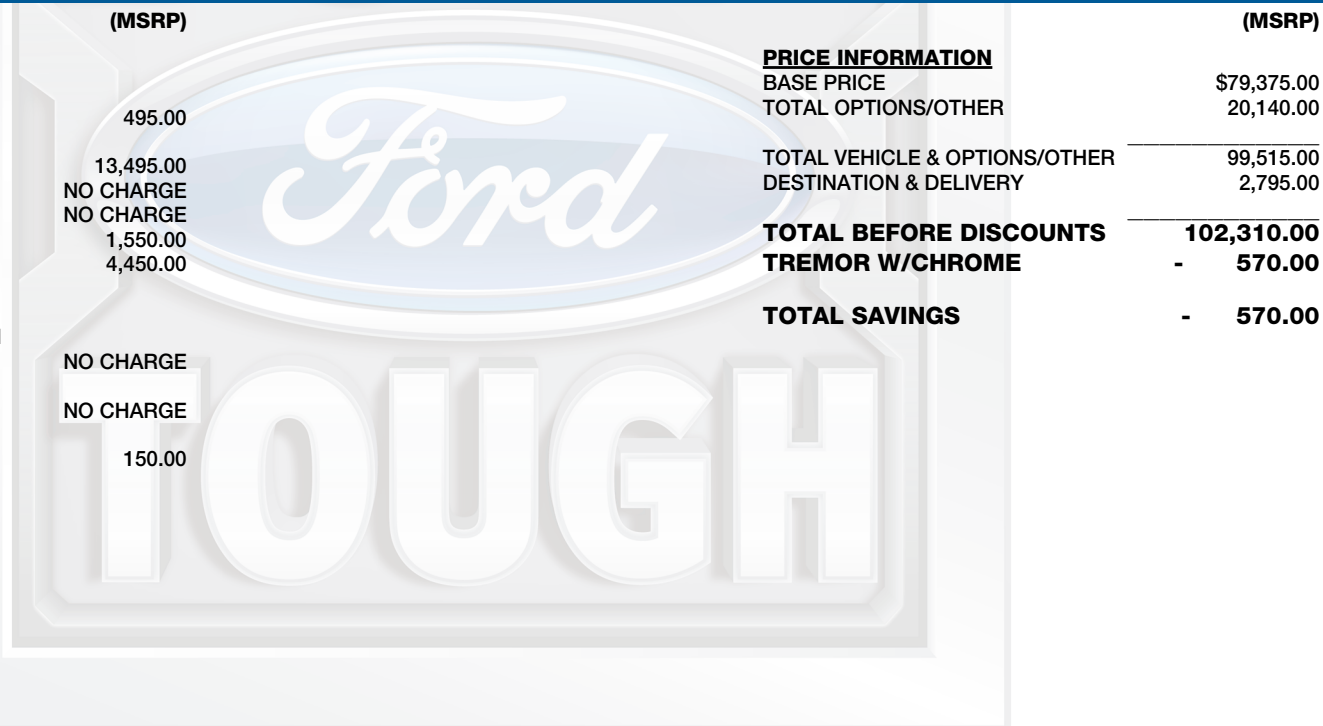 (MSRP)
495.00
13,495.00
NO CHARGE
NO CHARGE
1,550.00
4,450.00
NO CHARGE
NO CHARGE
150.00
(MSRP)
PRICE INFORMATION
BASE PRICE $79,375.00
TOTAL OPTIONS/OTHER 20,140.00
TOTAL VEHICLE & OPTIONS/OTHER 99,515.00
DESTINATION & DELIVERY 2,795.00
TOTAL BEFORE DISCOUNTS 102,310.00
TREMOR W/CHROME - 570.00
TOTAL SAVINGS - 570.00
Ford
TOUGH